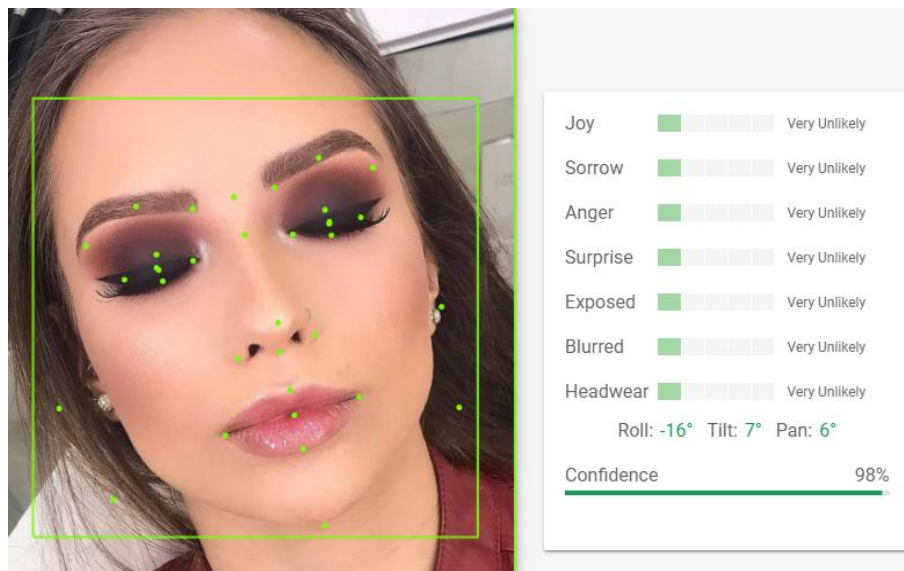 Joy Very Unlikely
Sorrow Very Unlikely
Anger Very Unlikely
Surprise Very Unlikely
Exposed Very Unlikely
Blurred Very Unlikely
Headwear Very Unlikely
Roll: -16° Tilt: 7° Pan: 6°
Confidence 98%